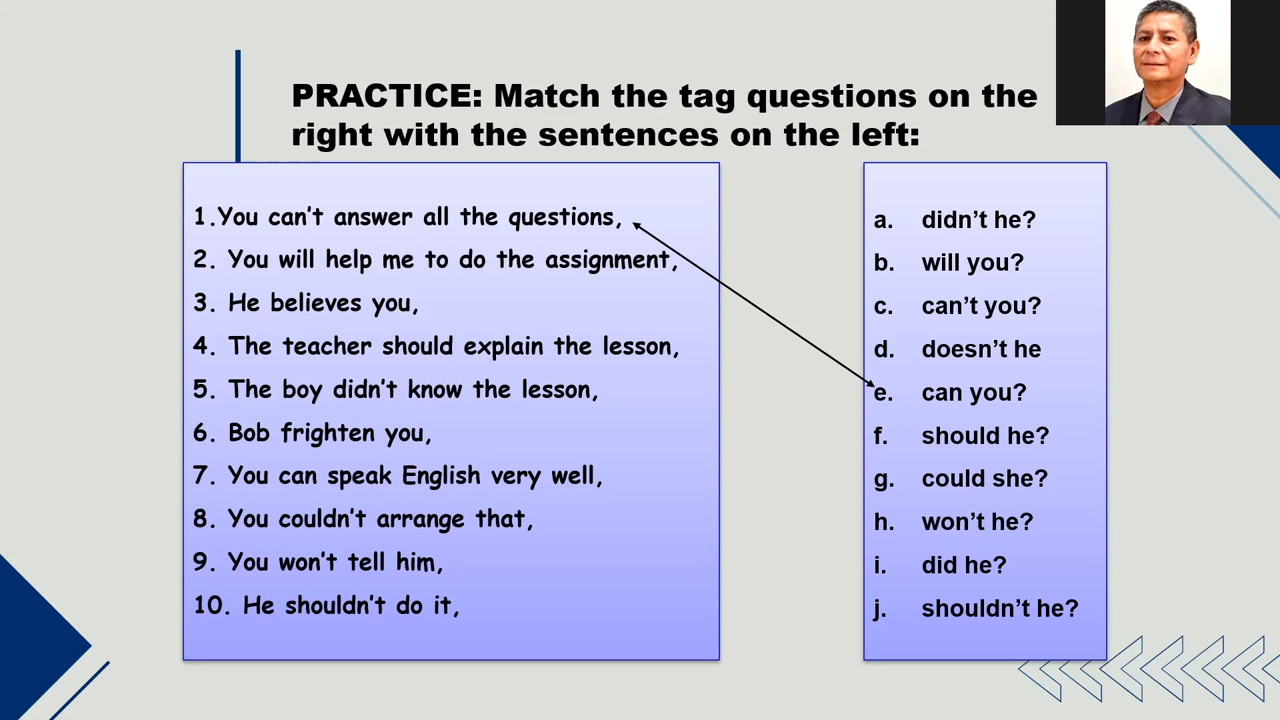 PRACTICE: Match the tag questions on the
right with the sentences on the left:
1.You can't answer all the questions,
2. You will help me to do the assignment,
3. He believes you,
4. The teacher should explain the lesson,
5. The boy didn't know the lesson,
6. Bob frighten you,
7. You can speak English very well,
8. You couldn't arrange that,
9. You won't tell him,
10. He shouldn't do it,
a. didn't he?
b. will you?
c. can't you?
d. doesn't he
e. can you?
f. should he?
g. could she?
h. won't he?
i. did he?
j. shouldn't he?